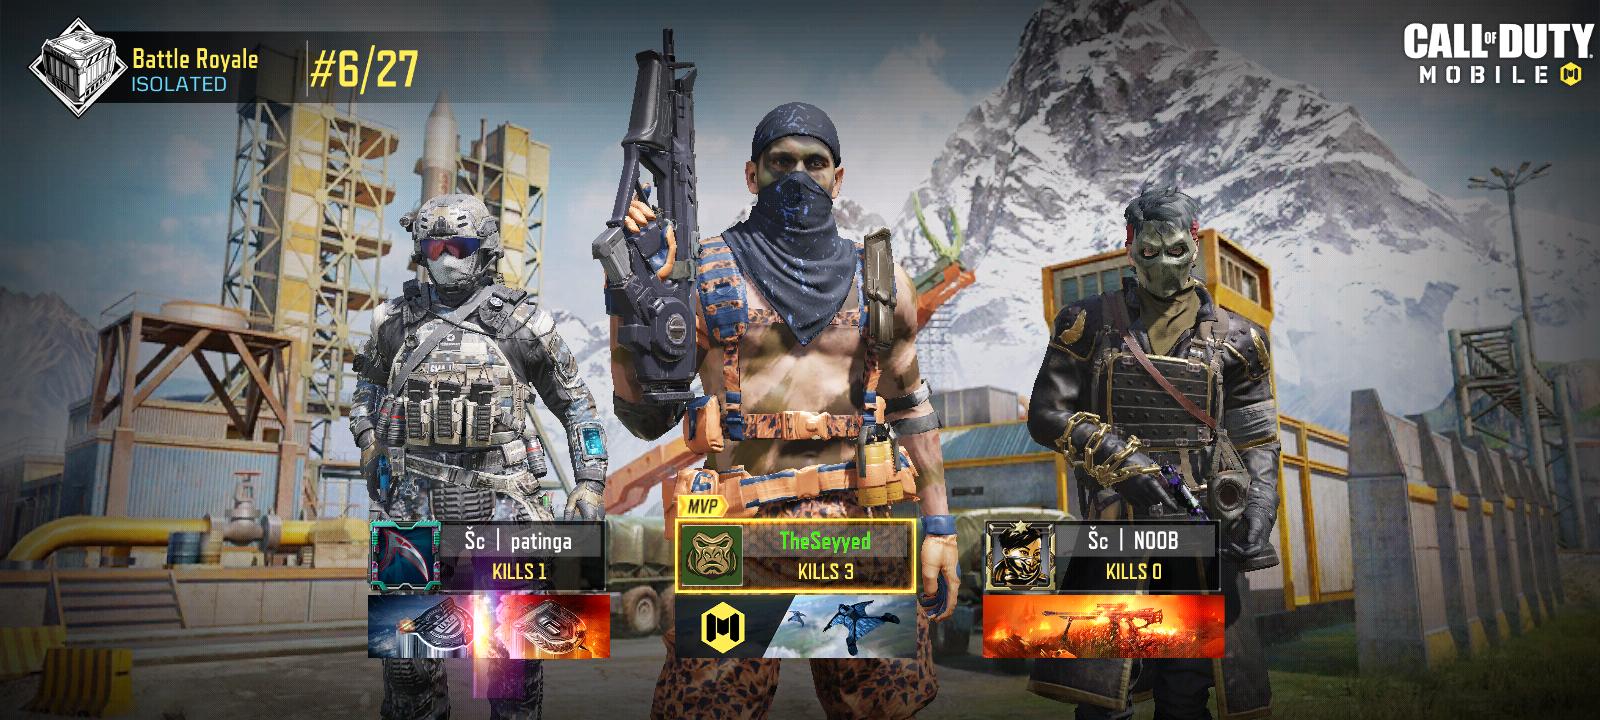 Battle Royale
ISOLATED
#6/27
CALL OF DUTY
MOBILE
MVP
Šc | patinga
KILLS 1
TheSeyyed
KILLS 3
Šc | NOOB
KILLS 0